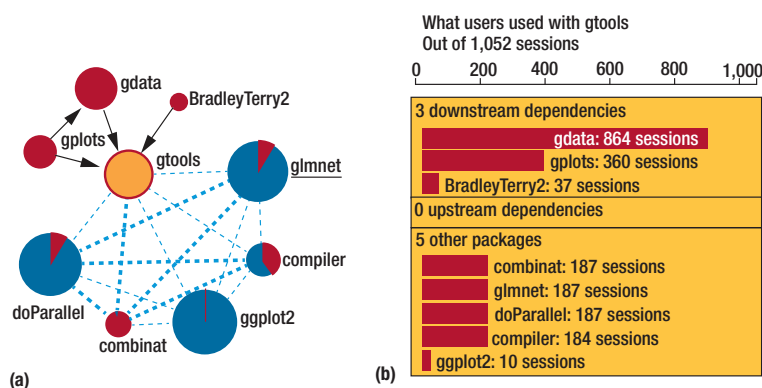 gdata
BradleyTerry2
gplots
gtools
glmnet
compiler
doParallel
ggplot2
combinat
(a)
What users used with gtools
Out of 1,052 sessions
0 200 400 600 800 1,000
3 downstream dependencies
gdata: 864 sessions
gplots: 360 sessions
BradleyTerry2: 37 sessions
0 upstream dependencies
5 other packages
combinat: 187 sessions
glmnet: 187 sessions
doParallel: 187 sessions
compiler: 184 sessions
ggplot2: 10 sessions
(b)